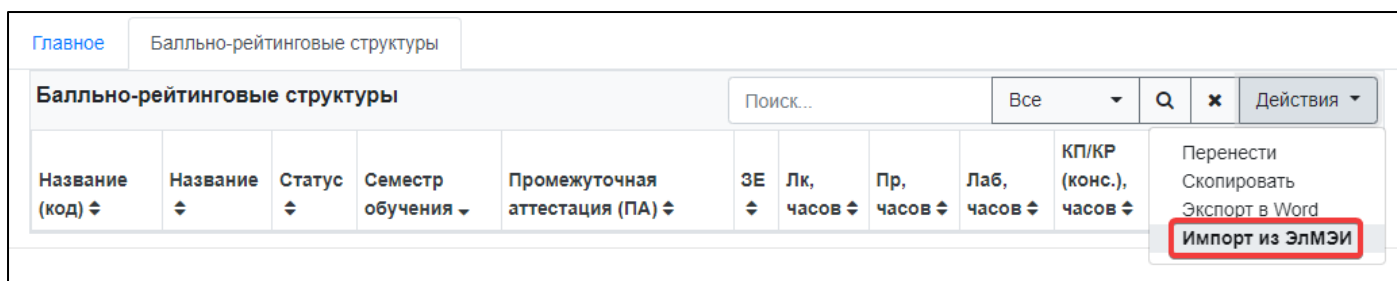 Главное Балльно-рейтинговые структуры
Балльно-рейтинговые структуры Поиск... Все Действия
Название (код) Название Статус Семестр обучения Промежуточная аттестация (ПА) ЗЕ Лк, часов Пр, часов Лаб, часов КП/КР (конс.), часов
Перенести
Скопировать
Экспорт в Word
Импорт из ЭлМЭИ